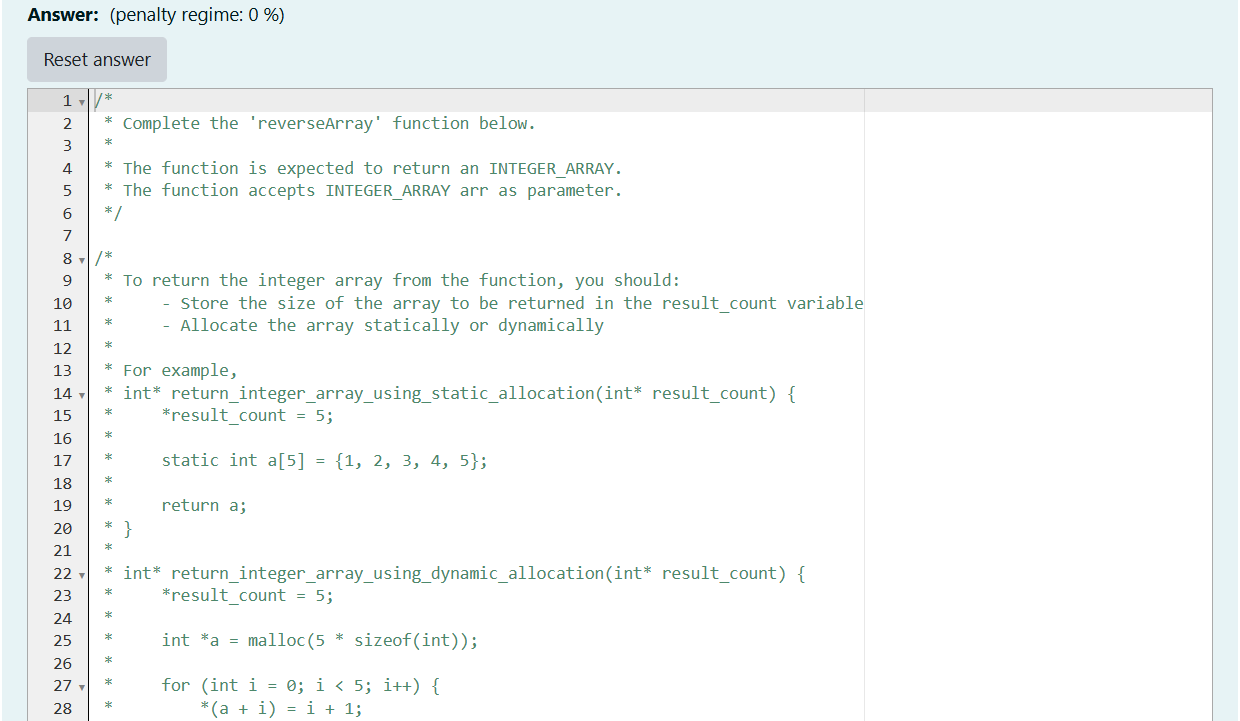 Answer: (penalty regime: 0 %)
Reset answer
1 /*
2 * Complete the 'reverseArray' function below.
3 *
4 * The function is expected to return an INTEGER_ARRAY.
5 * The function accepts INTEGER_ARRAY arr as parameter.
6 */
7
8 /*
9 * To return the integer array from the function, you should:
10 *     - Store the size of the array to be returned in the result_count variable
11 *     - Allocate the array statically or dynamically
12 *
13 * For example,
14 * int* return_integer_array_using_static_allocation(int* result_count) {
15 *     *result_count = 5;
16 *
17 *     static int a[5] = {1, 2, 3, 4, 5};
18 *
19 *     return a;
20 * }
21 *
22 * int* return_integer_array_using_dynamic_allocation(int* result_count) {
23 *     *result_count = 5;
24 *
25 *     int *a = malloc(5 * sizeof(int));
26 *
27 *     for (int i = 0; i < 5; i++) {
28 *         *(a + i) = i + 1;